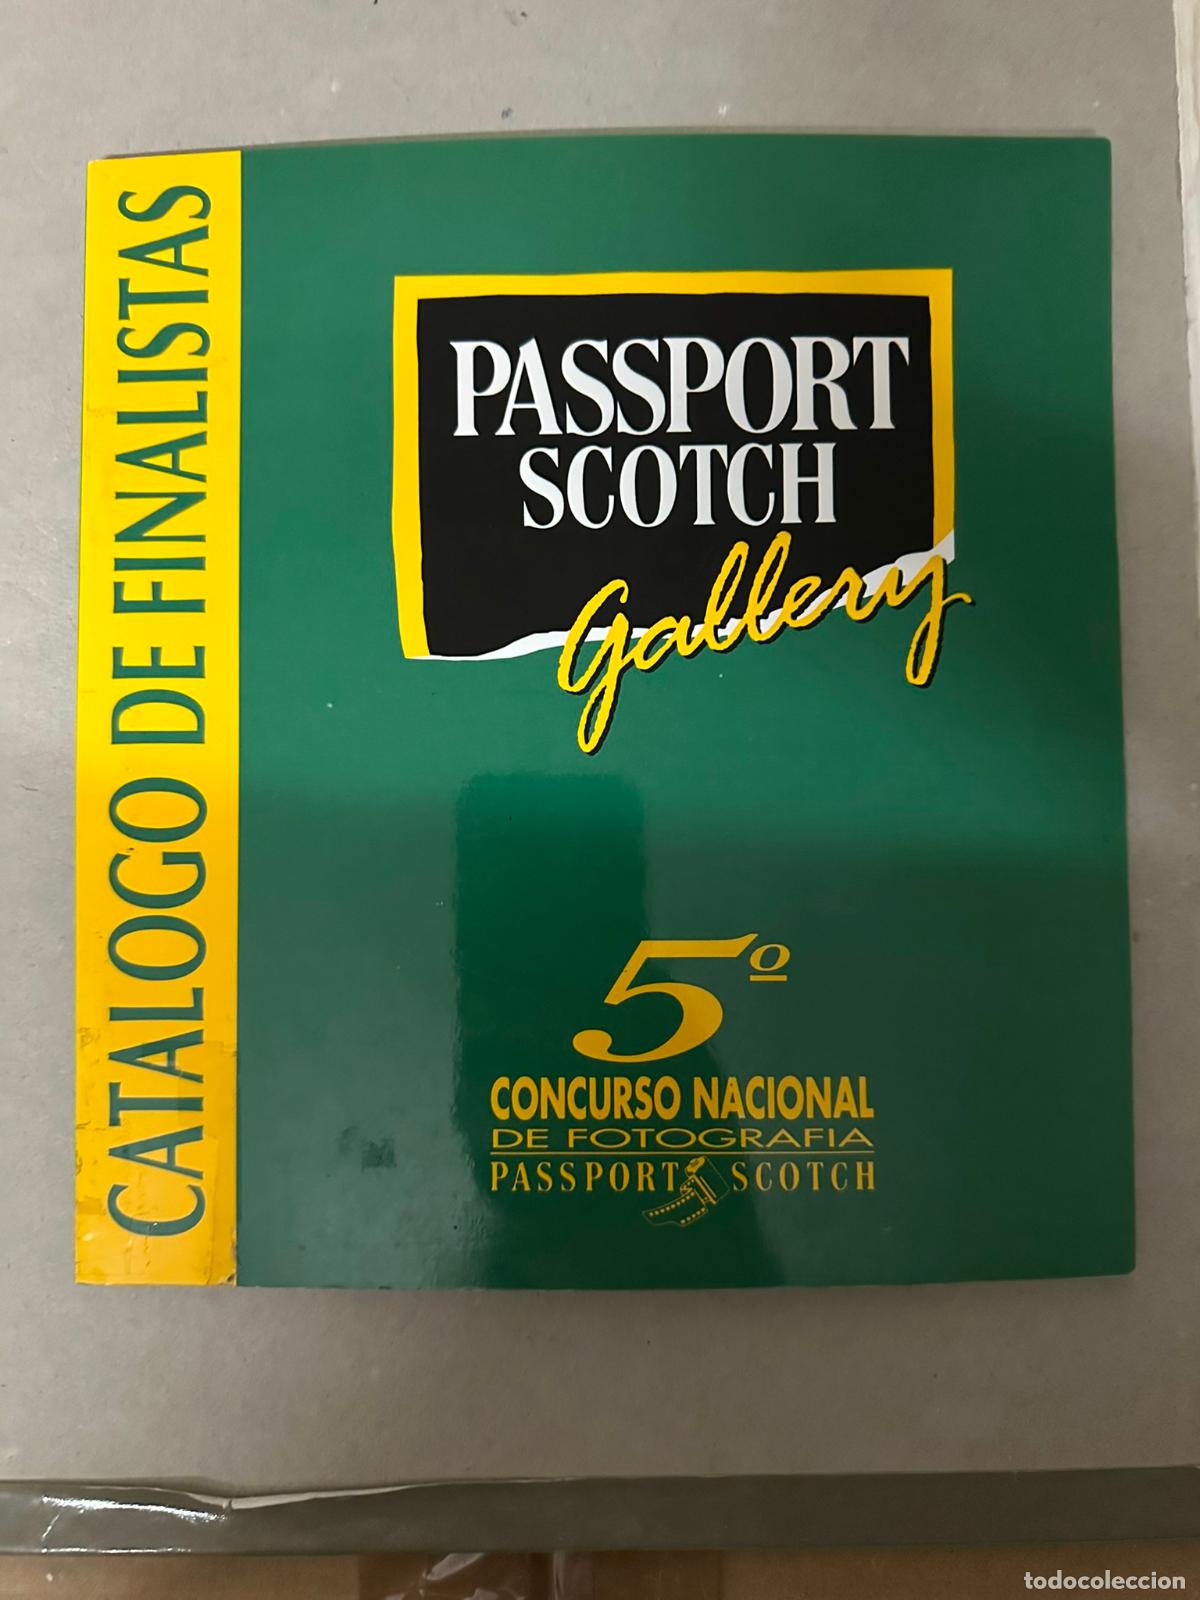 CATALOGO DE FINALISTAS
PASSPORT
SCOTCH
gallery
5º
CONCURSO NACIONAL
DE FOTOGRAFIA
PASSPORT SCOTCH
todocoleccion